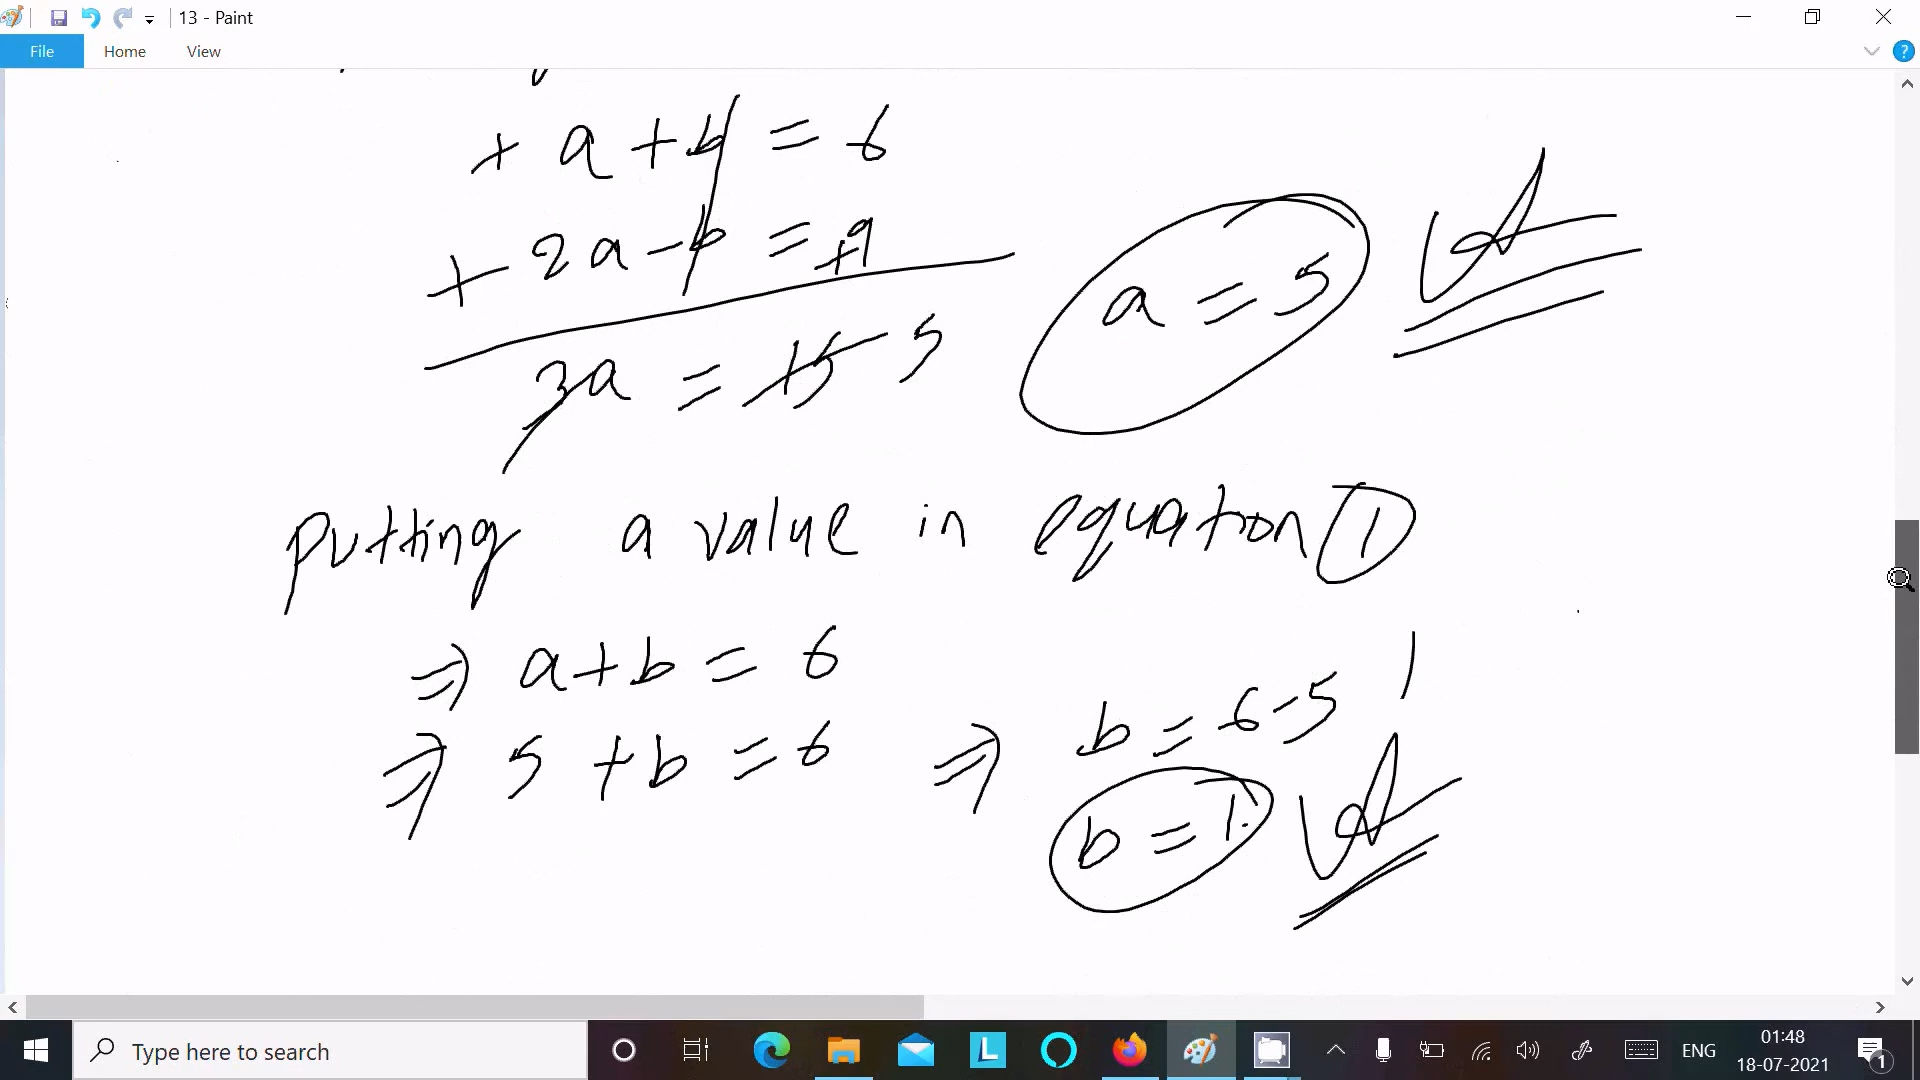 13 - Paint
File Home View
+ a + b = 6
+ 2a - b = +9
3a = 15 5
a = 5
putting a value in equation 1
⇒ a + b = 6
⇒ 5 + b = 6 ⇒ b = 6 - 5
b = 1.
Type here to search
ENG
01:48
18-07-2021
1